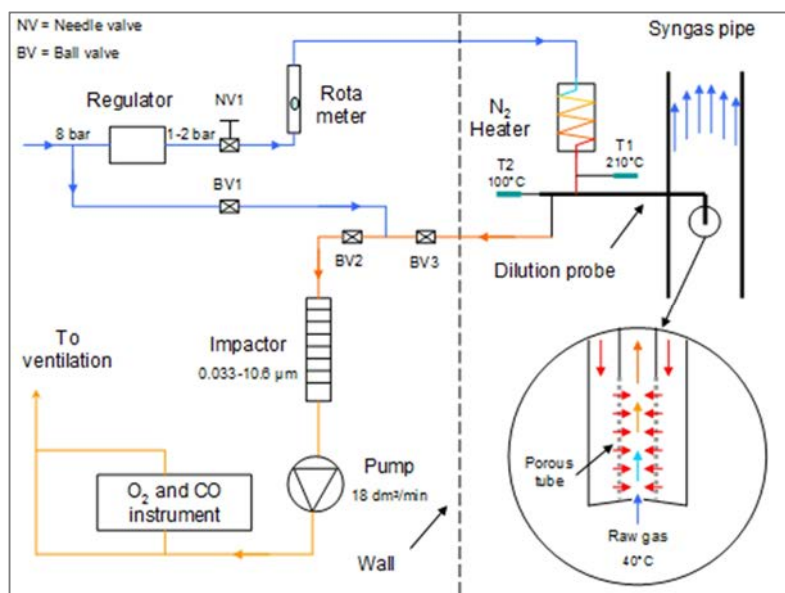 NV = Needle valve
BV = Ball valve
Syngas pipe
Regulator
NV1
Rota
meter
N₂
Heater
8 bar
1-2 bar
T1
210°C
T2
100°C
BV1
BV2
BV3
Dilution probe
To
ventilation
Impactor
0.033-10.6 µm
Porous
tube
Pump
18 dm³/min
O₂ and CO
instrument
Wall
Raw gas
40°C